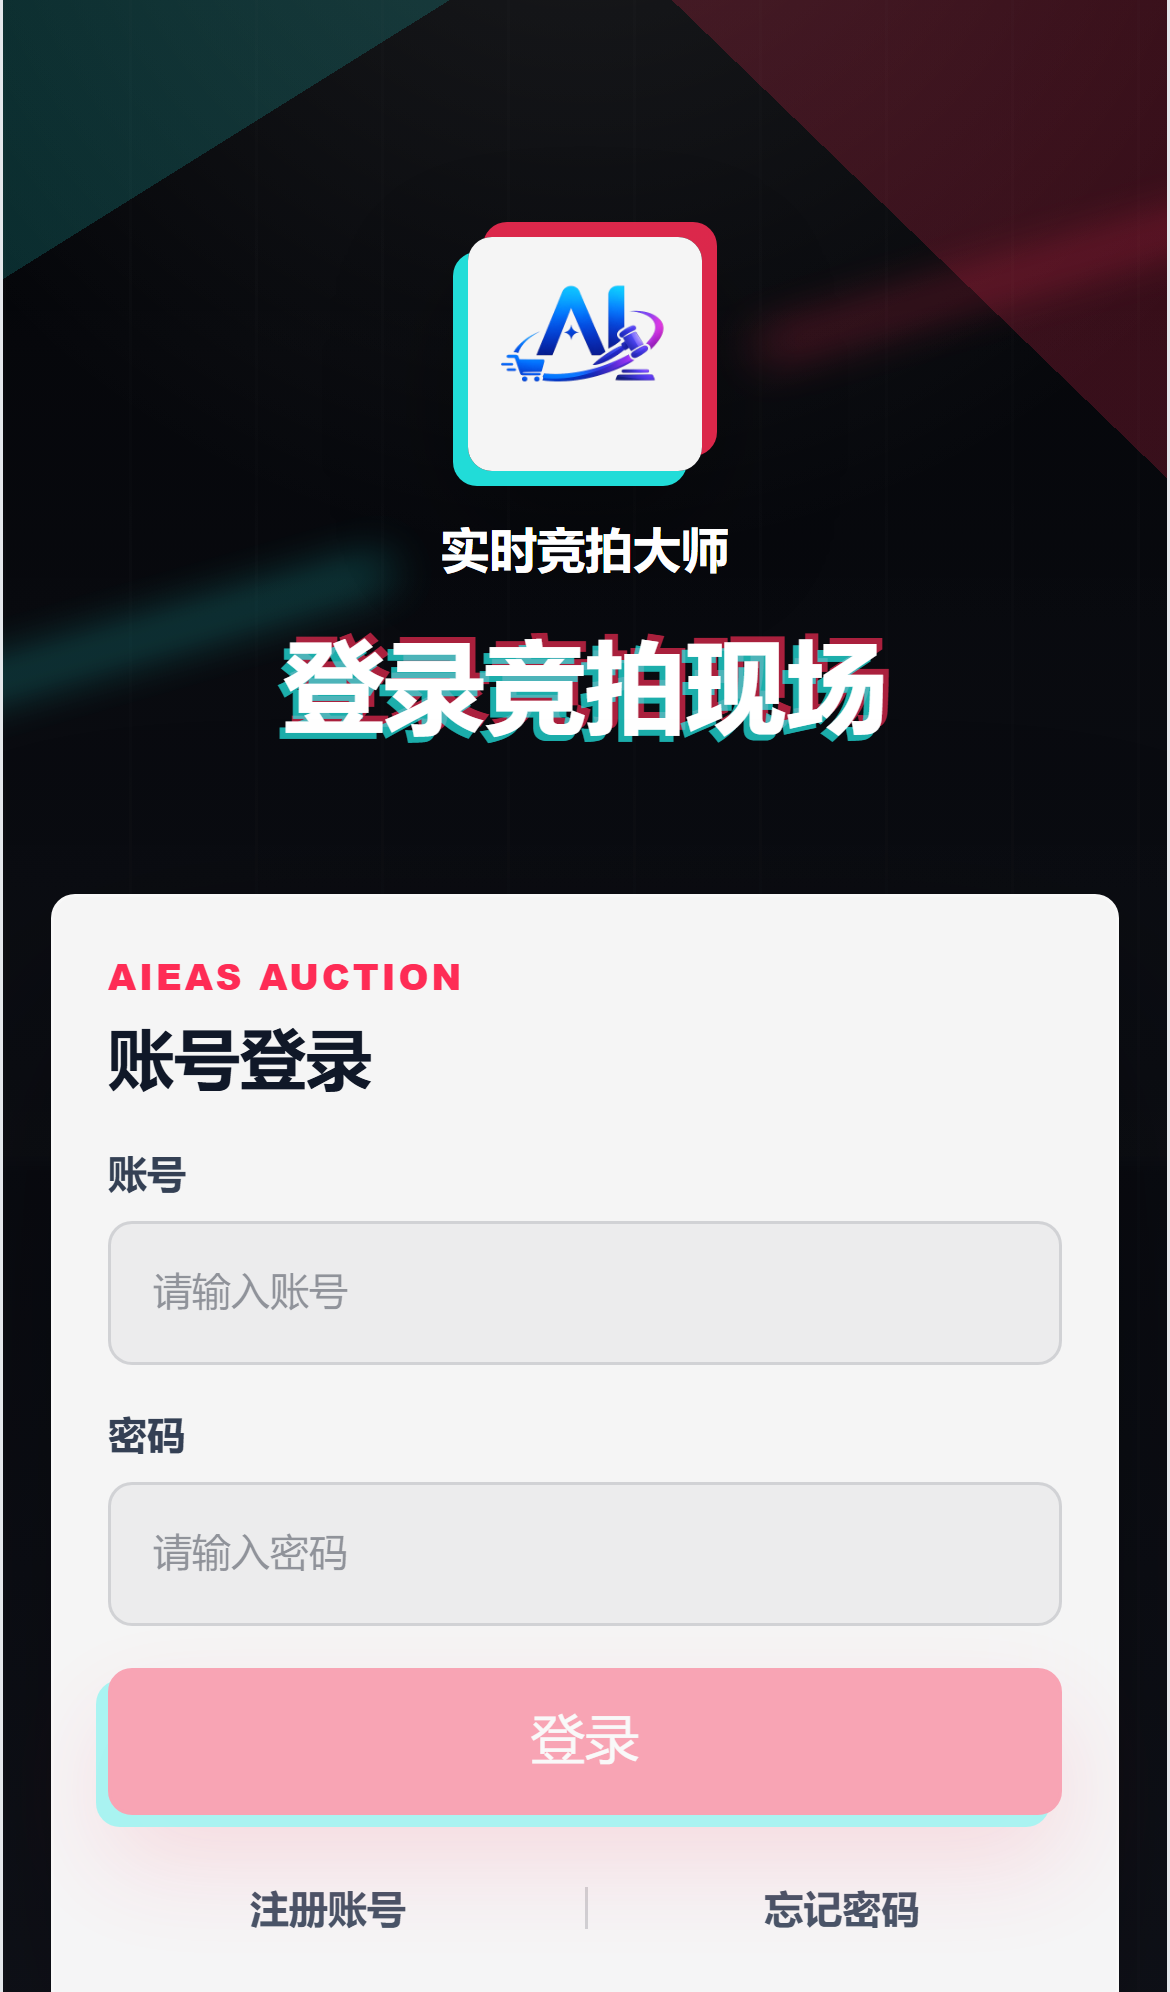 AI
实时竞拍大师
登录竞拍现场
AIEAS AUCTION
账号登录
账号
请输入账号
密码
请输入密码
登录
注册账号
忘记密码